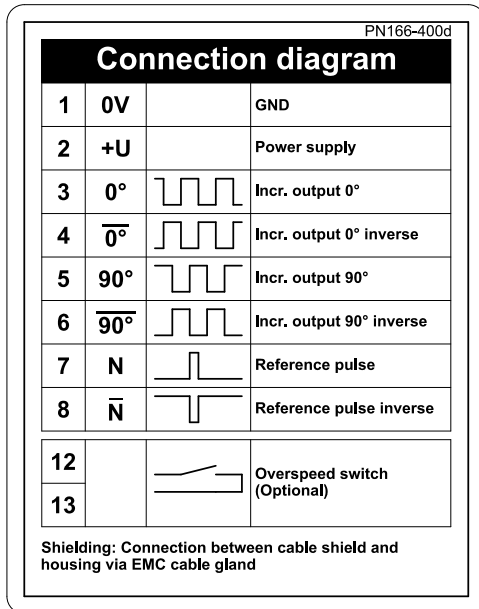 PN166-400d
Connection diagram
1 0V GND
2 +U Power supply
3 0° Incr. output 0°
4 0̅° Incr. output 0° inverse
5 90° Incr. output 90°
6 9̅0̅° Incr. output 90° inverse
7 N Reference pulse
8 N̅ Reference pulse inverse
12
13
Overspeed switch
(Optional)
Shielding: Connection between cable shield and
housing via EMC cable gland